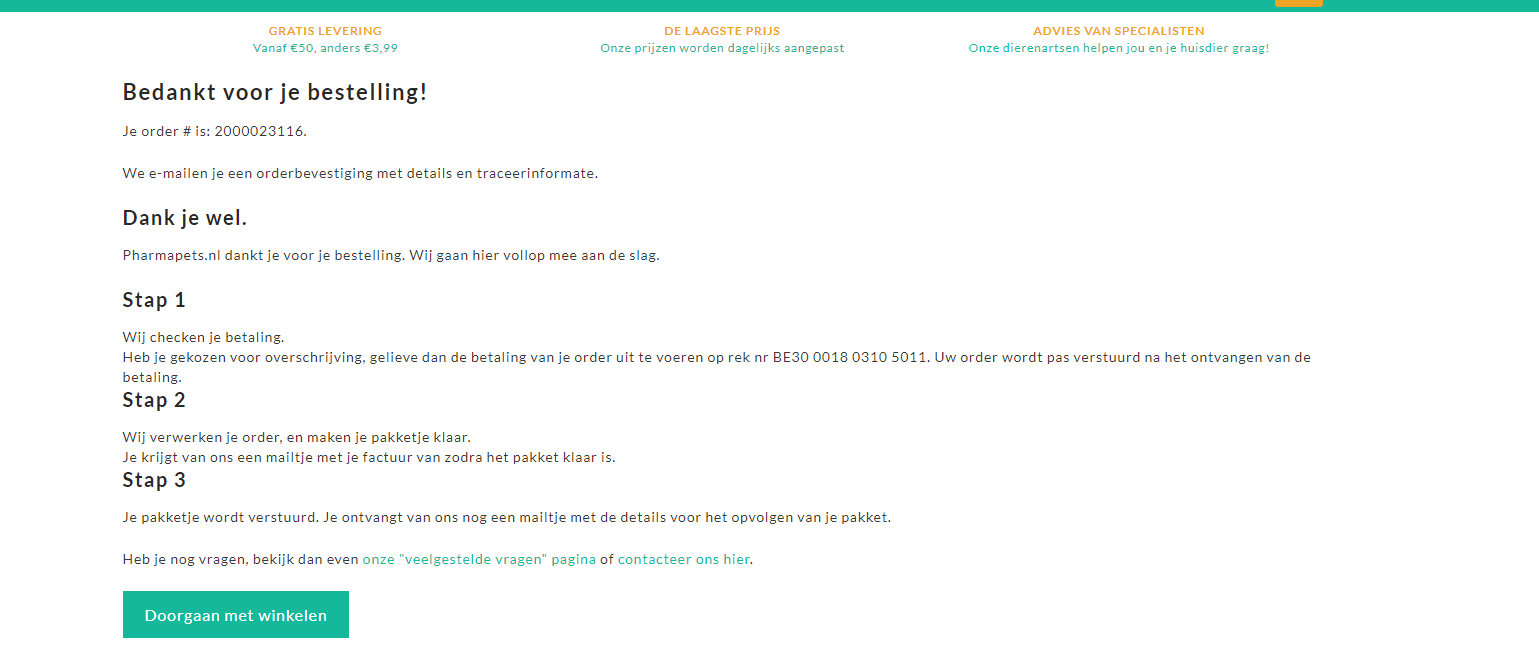 GRATIS LEVERING
Vanaf €50, anders €3,99
DE LAAGSTE PRIJS
Onze prijzen worden dagelijks aangepast
ADVIES VAN SPECIALISTEN
Onze dierenartsen helpen jou en je huisdier graag!
Bedankt voor je bestelling!
Je order # is: 2000023116.
We e-mailen je een orderbevestiging met details en traceerinformate.
Dank je wel.
Pharmapets.nl dankt je voor je bestelling. Wij gaan hier vollop mee aan de slag.
Stap 1
Wij checken je betaling.
Heb je gekozen voor overschrijving, gelieve dan de betaling van je order uit te voeren op rek nr BE30 0018 0310 5011. Uw order wordt pas verstuurd na het ontvangen van de
betaling.
Stap 2
Wij verwerken je order, en maken je pakketje klaar.
Je krijgt van ons een mailtje met je factuur van zodra het pakket klaar is.
Stap 3
Je pakketje wordt verstuurd. Je ontvangt van ons nog een mailtje met de details voor het opvolgen van je pakket.
Heb je nog vragen, bekijk dan even onze "veelgestelde vragen" pagina of contacteer ons hier.
Doorgaan met winkelen